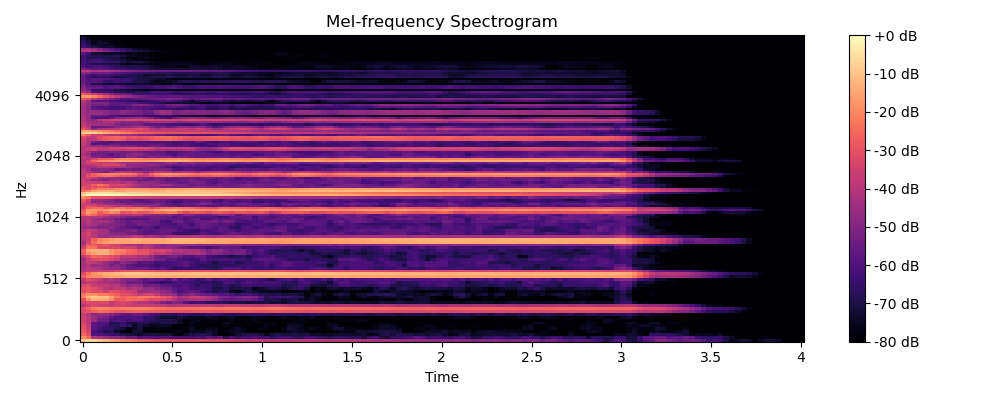 Mel-frequency Spectrogram
+0 dB
-10 dB
-20 dB
-30 dB
-40 dB
-50 dB
-60 dB
-70 dB
-80 dB
Hz
4096
2048
1024
512
0
0 0.5 1 1.5 2 2.5 3 3.5 4
Time